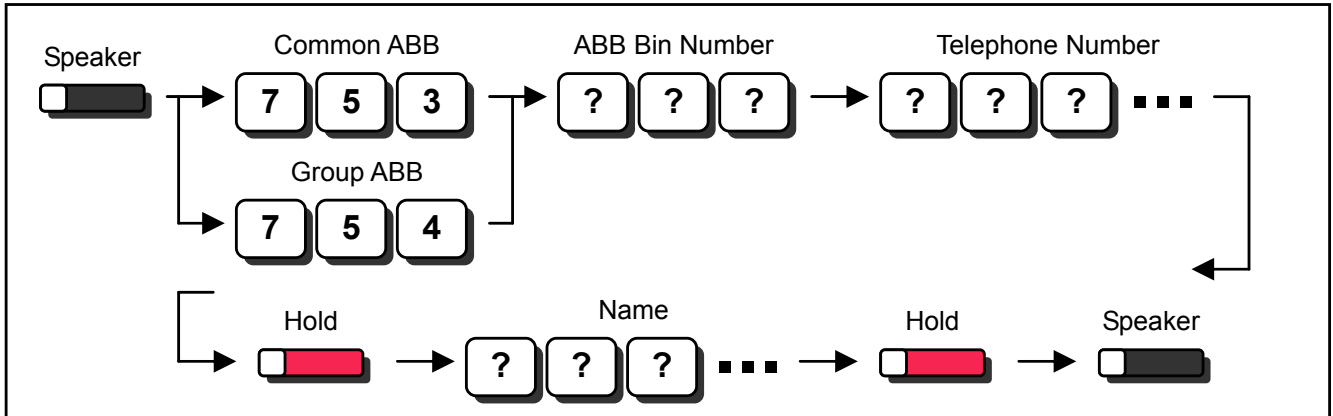 Speaker
Common ABB
7 5 3
ABB Bin Number
? ? ?
Telephone Number
? ? ?
Group ABB
7 5 4
Hold
Name
? ? ?
Hold
Speaker